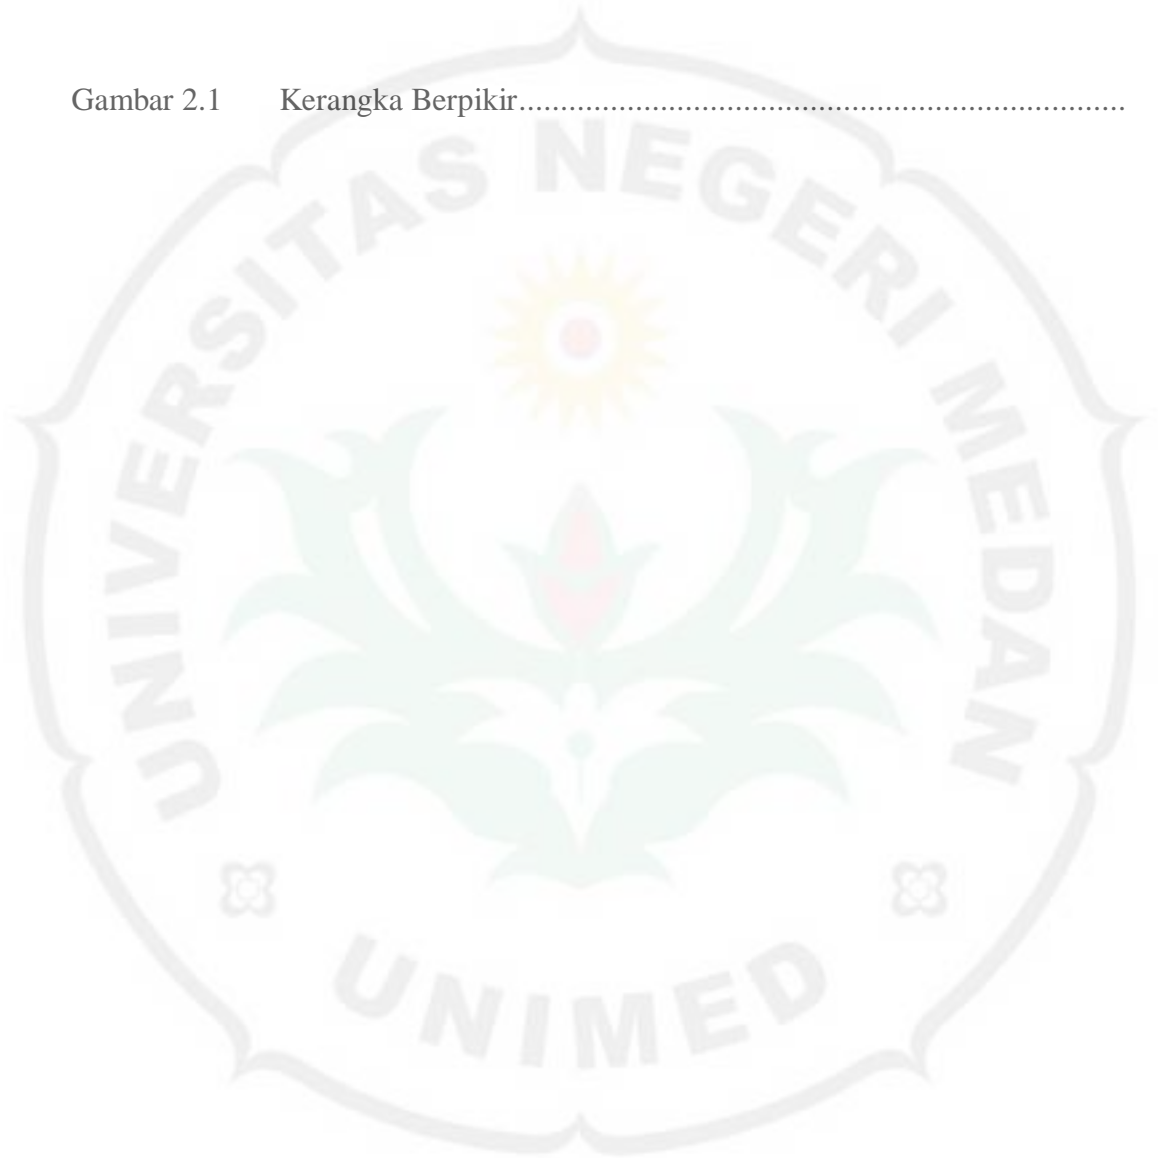 Gambar 2.1 Kerangka Berpikir..........................................................................
UNIVERSITAS NEGERI MEDAN
UNIMED